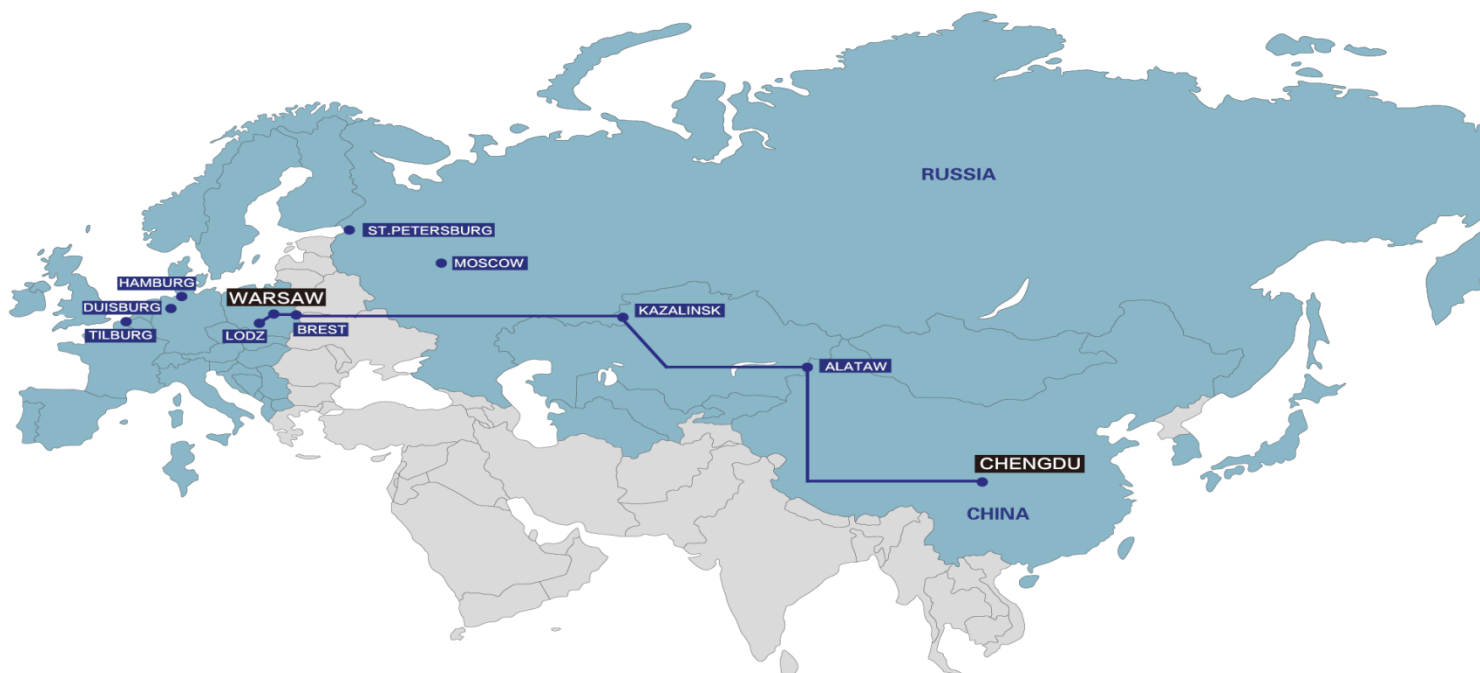 RUSSIA
ST.PETERSBURG
MOSCOW
HAMBURG
WARSAW
DUISBURG
KAZALINSK
TILBURG
LODZ
BREST
ALATAW
CHENGDU
CHINA